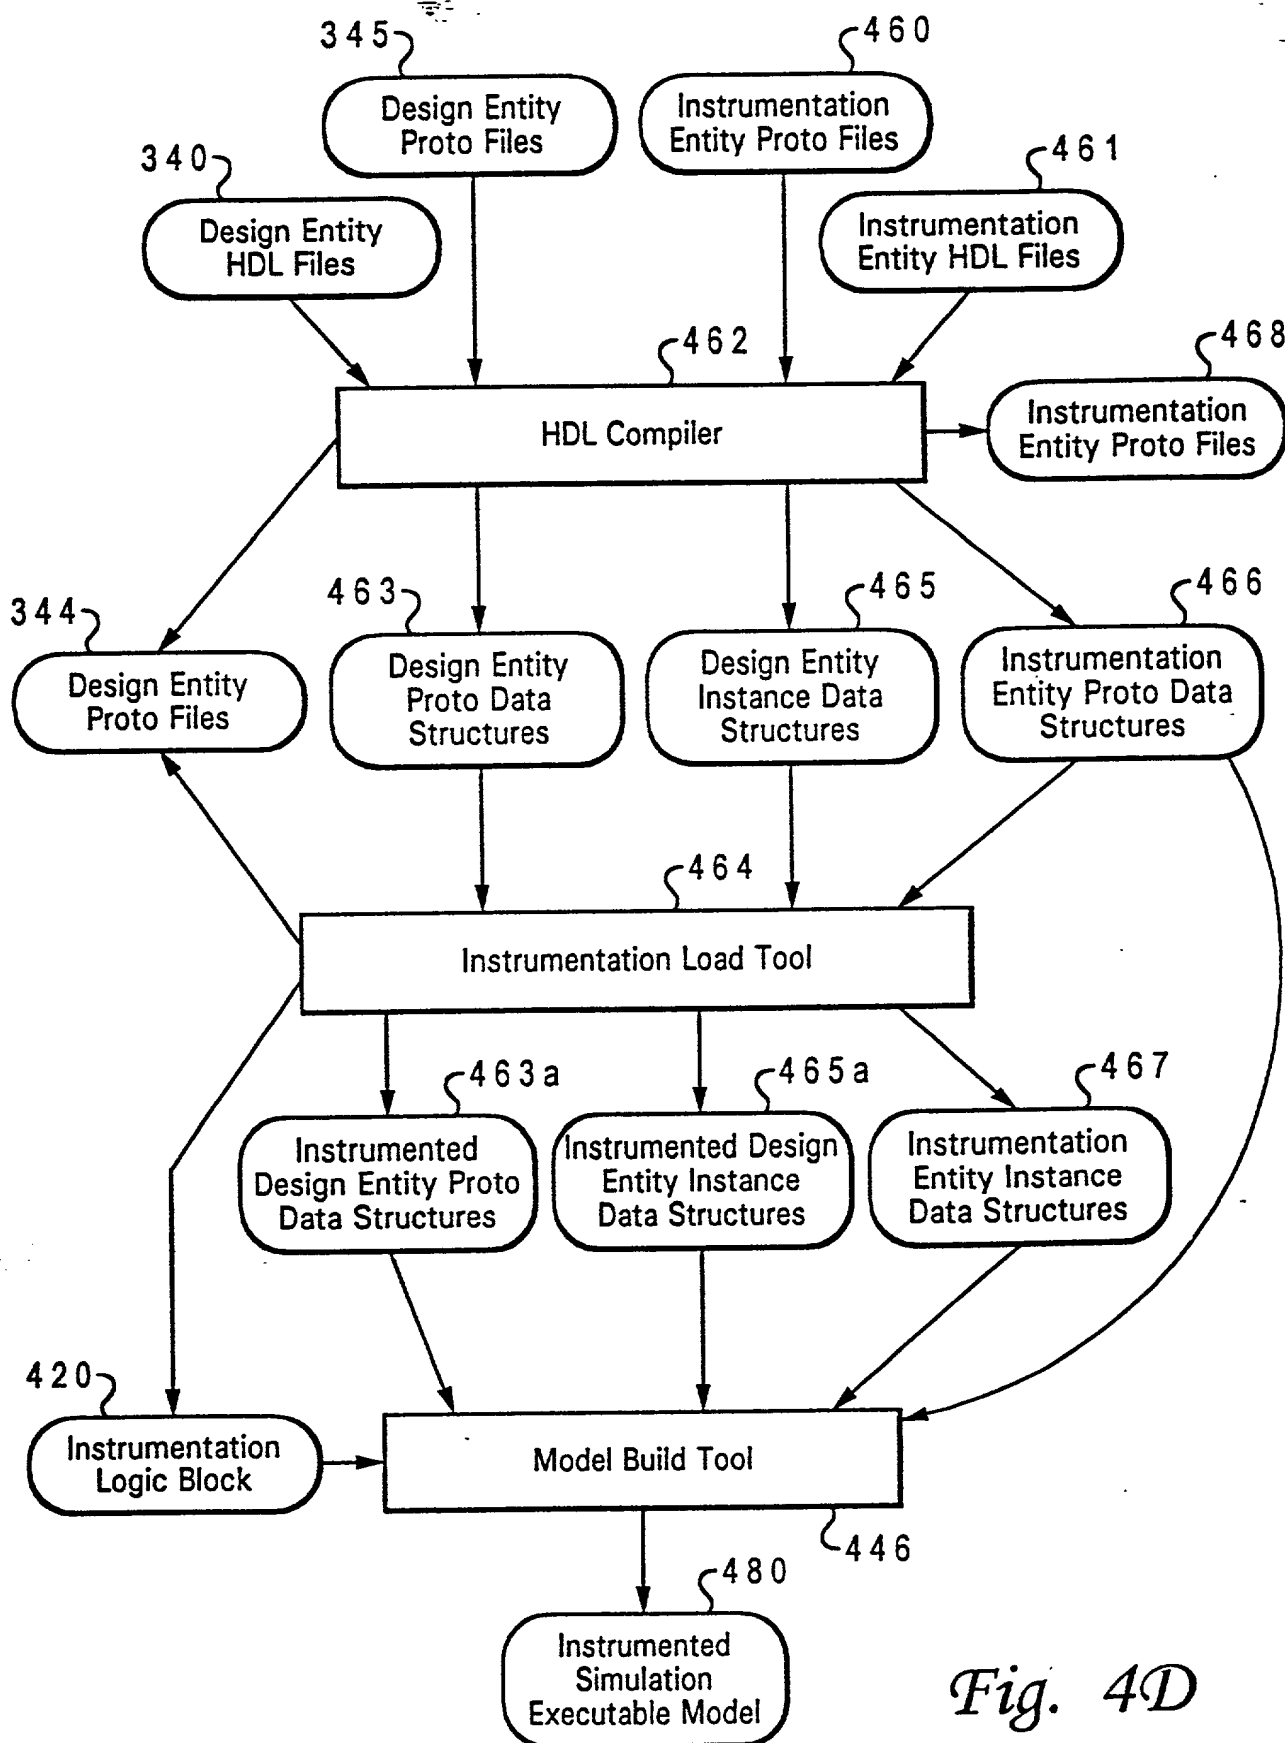 345
460
Design Entity
Proto Files
Instrumentation
Entity Proto Files
340
461
Design Entity
HDL Files
Instrumentation
Entity HDL Files
462
468
HDL Compiler
Instrumentation
Entity Proto Files
344
463
465
466
Design Entity
Proto Files
Design Entity
Proto Data
Structures
Design Entity
Instance Data
Structures
Instrumentation
Entity Proto Data
Structures
464
Instrumentation Load Tool
463a
465a
467
Instrumented
Design Entity Proto
Data Structures
Instrumented Design
Entity Instance
Data Structures
Instrumentation
Entity Instance
Data Structures
420
Instrumentation
Logic Block
Model Build Tool
446
480
Instrumented
Simulation
Executable Model
Fig. 4D